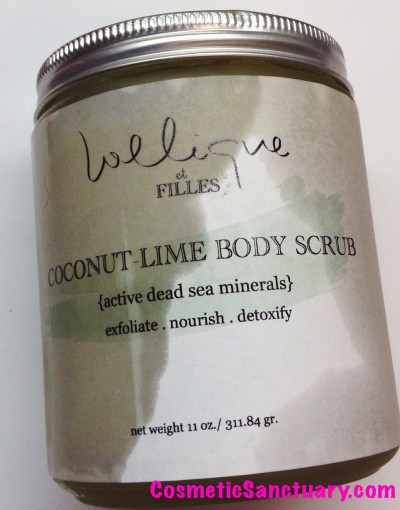 Lollique
et
FILLES
COCONUT-LIME BODY SCRUB
{active dead sea minerals}
exfoliate . nourish . detoxify
net weight 11 oz./ 311.84 gr.
CosmeticSanctuary.com